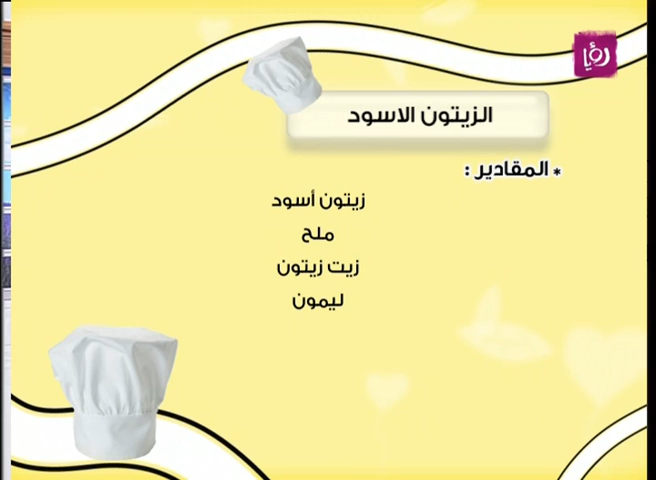 رؤيا
الزيتون الاسود
* المقادير :
زيتون أسود
ملح
زيت زيتون
ليمون